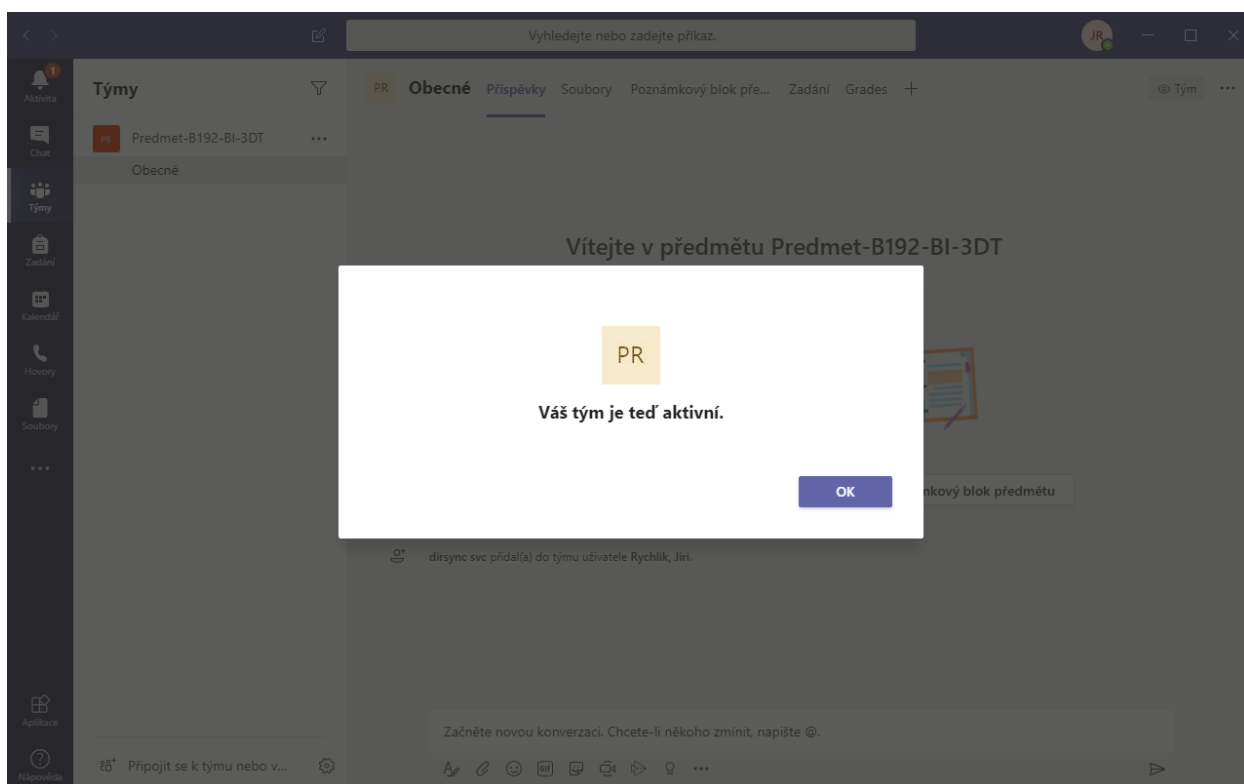 Vyhledejte nebo zadejte příkaz.
JR
1
Aktivita
Chat
Týmy
Zadání
Kalendář
Hovory
Soubory
Aplikace
Nápověda
Týmy
PR Predmet-B192-BI-3DT
Obecné
Připojit se k týmu nebo v...
PR Obecné Příspěvky Soubory Poznámkový blok pře... Zadání Grades
Tým
Vítejte v předmětu Predmet-B192-BI-3DT
PR
Váš tým je teď aktivní.
OK
nkový blok předmětu
dirsync svc přidal(a) do týmu uživatele Rychlik, Jiri.
Začněte novou konverzaci. Chcete-li někoho zmínit, napište @.
GIF